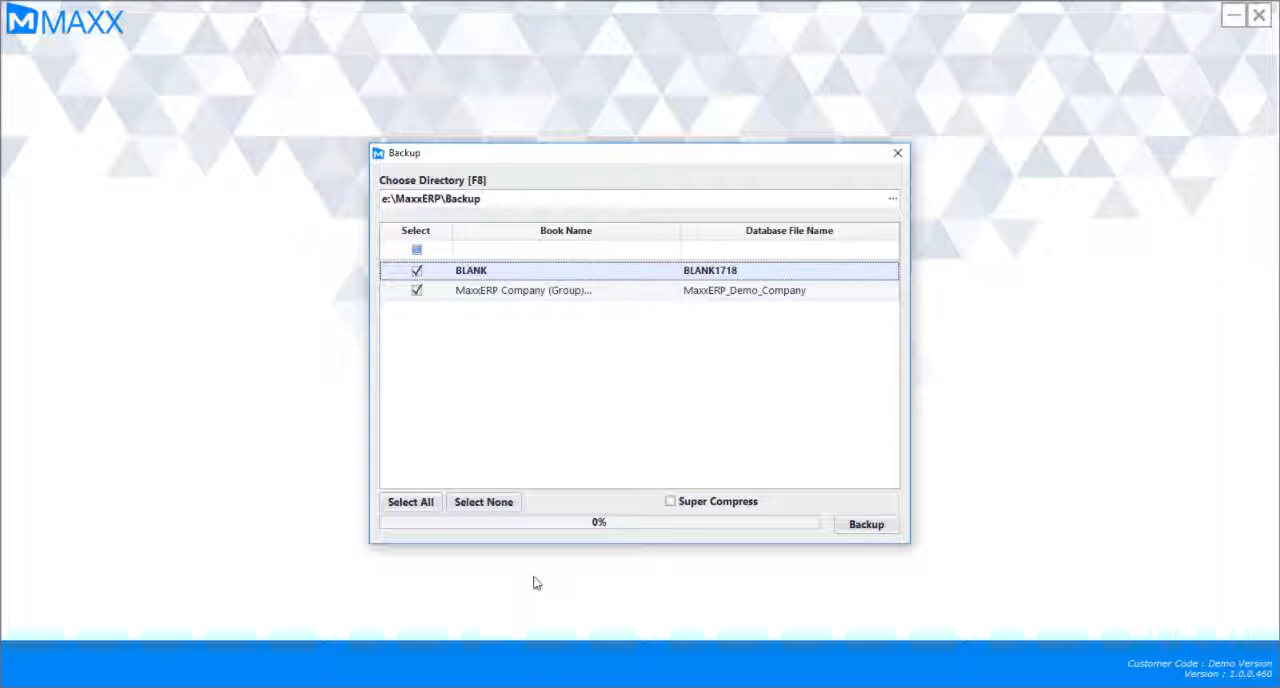 MAXX
Backup
Choose Directory [F8]
e:\MaxxERP\Backup ...
Select Book Name Database File Name
BLANK BLANK1718
MaxxERP Company (Group)... MaxxERP_Demo_Company
Select All Select None Super Compress
0% Backup
Customer Code : Demo Version
Version : 1.0.0.460